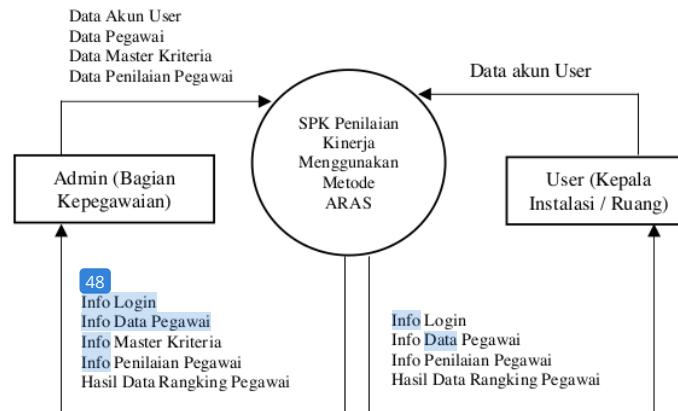 Data Akun User
Data Pegawai
Data Master Kriteria
Data Penilaian Pegawai
Data akun User
SPK Penilaian
Kinerja
Menggunakan
Metode
ARAS
Admin (Bagian
Kepegawaian)
User (Kepala
Instalasi / Ruang)
48
Info Login
Info Data Pegawai
Info Master Kriteria
Info Penilaian Pegawai
Hasil Data Rangking Pegawai
Info Login
Info Data Pegawai
Info Penilaian Pegawai
Hasil Data Rangking Pegawai